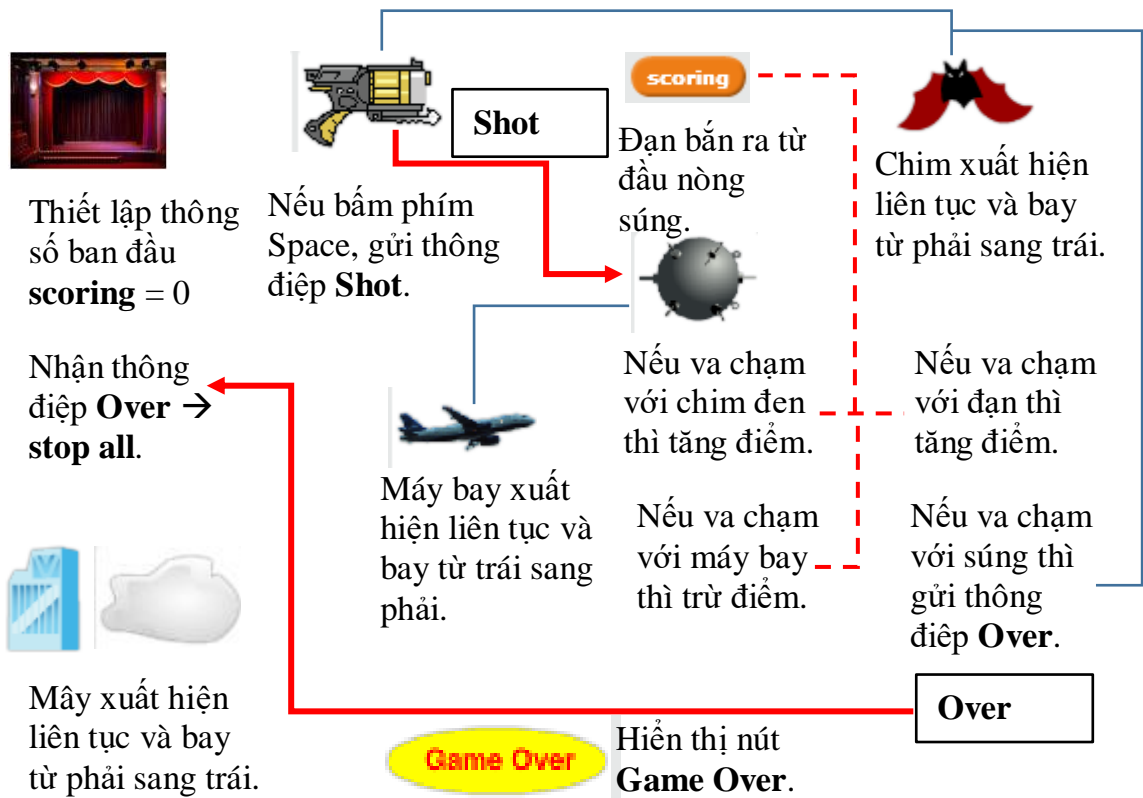 Thiết lập thông
số ban đầu
scoring = 0
Nhận thông
điệp Over →
stop all.
Nếu bấm phím
Space, gửi thông
điệp Shot.
Shot
scoring
Đạn bắn ra từ
đầu nòng
súng.
Chim xuất hiện
liên tục và bay
từ phải sang trái.
Máy bay xuất
hiện liên tục và
bay từ trái sang
phải.
Nếu va chạm
với chim đen
thì tăng điểm.
Nếu va chạm
với máy bay
thì trừ điểm.
Nếu va chạm
với đạn thì
tăng điểm.
Nếu va chạm
với súng thì
gửi thông
điêp Over.
Mây xuất hiện
liên tục và bay
từ phải sang trái.
Over
Game Over
Hiển thị nút
Game Over.